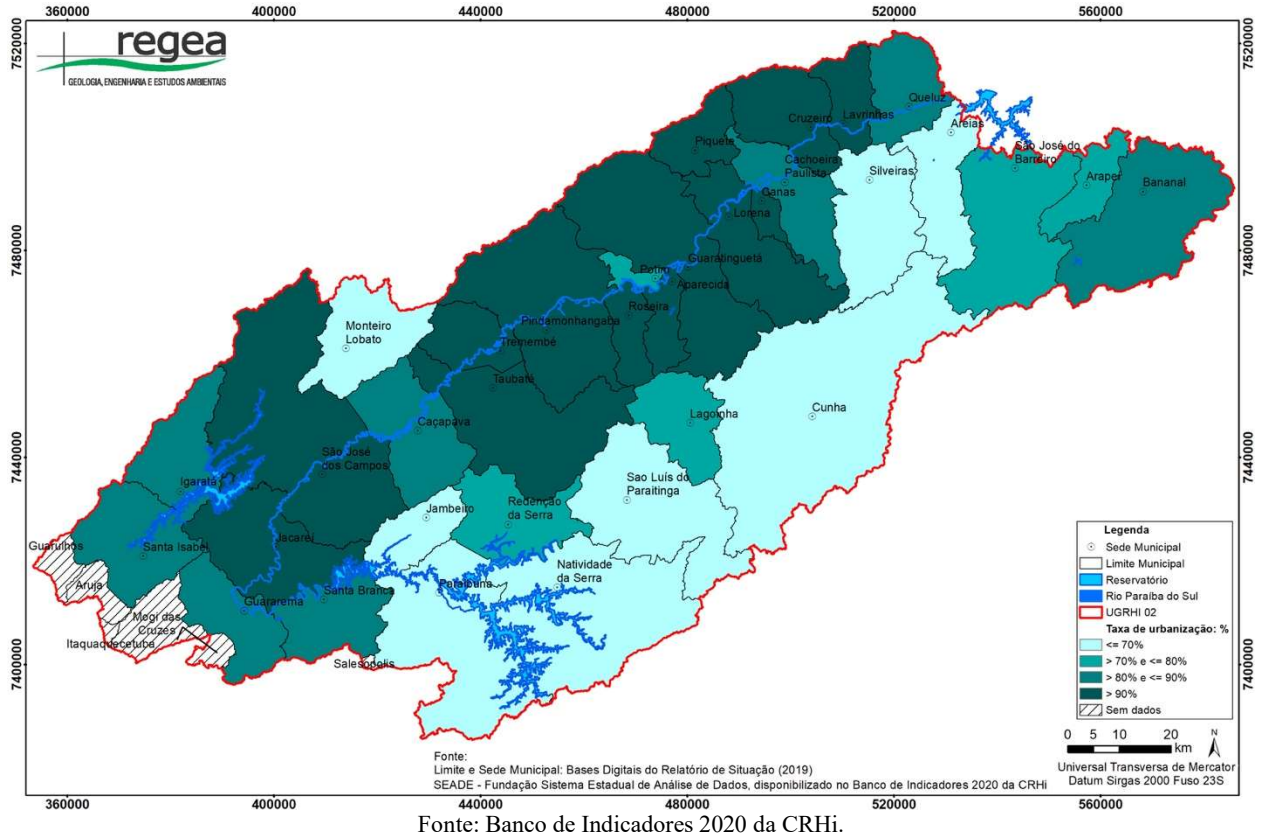 360000 400000 440000 480000 520000 560000
7520000
7520000
regea
GEOLOGIA, ENGENHARIA E ESTUDOS AMBIENTAIS
Queluz
Lavrinhas
Cruzeiro
Areias
Piquete
São José do
Barreiro
Cachoeira
Paulista
Silveiras
Arapeí
Bananal
Canas
Lorena
7480000
7480000
Guaratinguetá
Potim
Aparecida
Roseira
Pindamonhangaba
Monteiro
Lobato
Tremembé
Taubaté
Lagoinha
Cunha
Caçapava
7440000
7440000
São José
dos Campos
Sao Luís do
Paraitinga
Igaratá
Jambeiro
Redenção
da Serra
Jacareí
Guarulhos
Santa Isabel
Natividade
da Serra
Arujá
Paraibuna
Santa Branca
Guararema
Mogi das
Cruzes
Itaquaquecetuba
Salesopolis
7400000
7400000
Legenda
Sede Municipal
Limite Municipal
Reservatório
Rio Paraíba do Sul
UGRHI 02
Taxa de urbanização: %
<= 70%
> 70% e <= 80%
> 80% e <= 90%
> 90%
Sem dados
0 5 10 20
km
N
Universal Transversa de Mercator
Datum Sirgas 2000 Fuso 23S
Fonte:
Limite e Sede Municipal: Bases Digitais do Relatório de Situação (2019)
SEADE - Fundação Sistema Estadual de Análise de Dados, disponibilizado no Banco de Indicadores 2020 da CRHi
360000 400000 440000 480000 520000 560000
Fonte: Banco de Indicadores 2020 da CRHi.